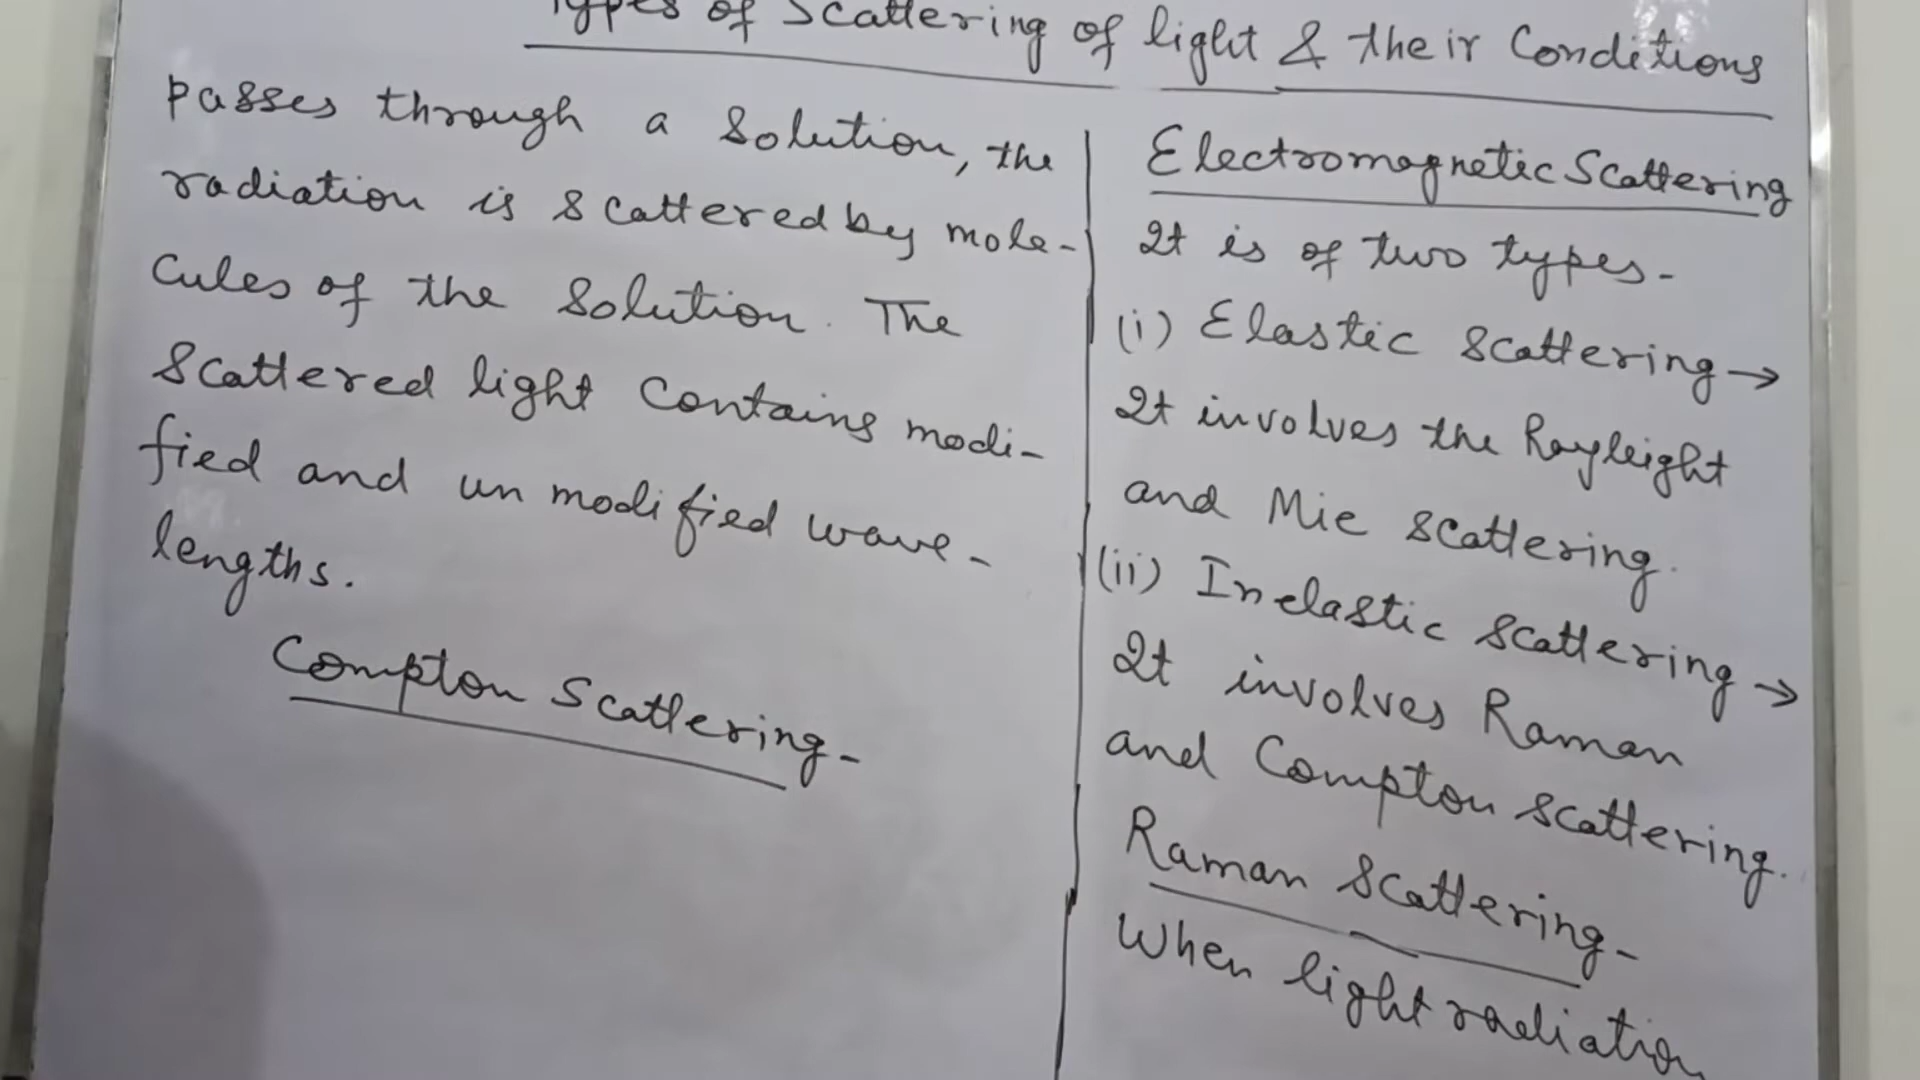 Types of Scattering of light & their Conditions
passes through a solution, the
radiation is scattered by mole-
cules of the solution. The
Scattered light Contains modi-
fied and un modified wave-
lengths.
Compton Scattering-
Electromagnetic Scattering
It is of two types-
(i) Elastic Scattering→
It involves the Rayleight
and Mie scattering.
(ii) Inelastic Scattering→
It involves Raman
and Compton scattering.
Raman Scattering-
When light radiation